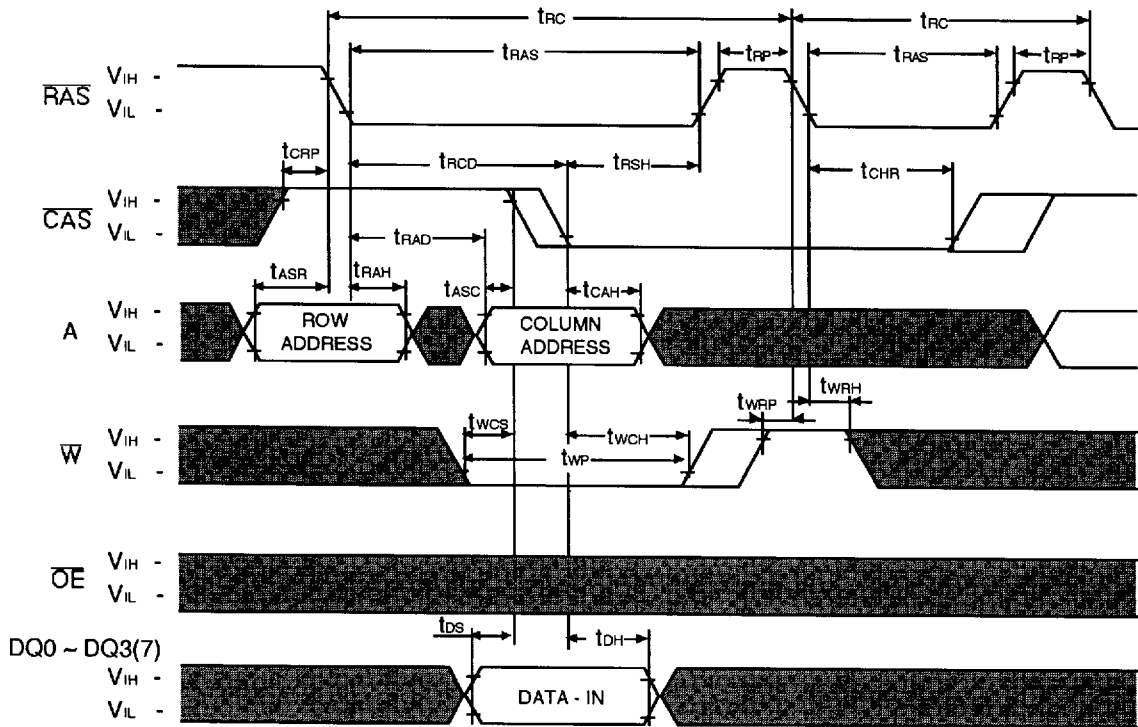 tRC tRC
tRAS tRP tRAS tRP
VIH -
RAS
VIL -
tCRP tRCD tRSH tCHR
VIH -
CAS
VIL -
tRAD
tASR tRAH tASC tCAH
VIH -
A
VIL -
ROW
ADDRESS
COLUMN
ADDRESS
tWRH
tWRP
tWCS tWCH
VIH -
W
VIL -
tWP
VIH -
OE
VIL -
tDS tDH
DQ0 ~ DQ3(7)
VIH -
VIL -
DATA - IN